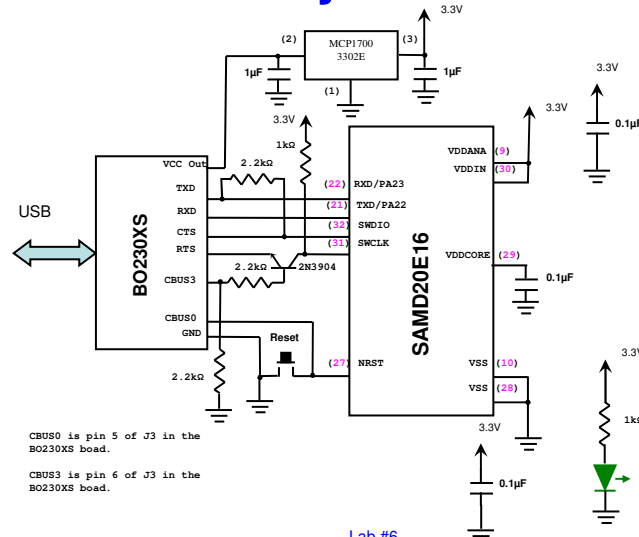 3.3V
(2)
MCP1700
3302E
(3)
1µF
(1)
1µF
3.3V
0.1µF
3.3V
3.3V
1kΩ
2.2kΩ
USB
BO230XS
VCC Out
TXD
RXD
CTS
RTS
CBUS3
CBUS0
GND
2.2kΩ
2N3904
Reset
2.2kΩ
SAMD20E16
(22) RXD/PA23
(21) TXD/PA22
(32) SWDIO
(31) SWCLK
(27) NRST
VDDANA (9)
VDDIN (30)
VDDCORE (29)
VSS (10)
VSS (28)
0.1µF
3.3V
1kΩ
3.3V
0.1µF
CBUS0 is pin 5 of J3 in the
BO230XS boad.
CBUS3 is pin 6 of J3 in the
BO230XS boad.
Lab #6